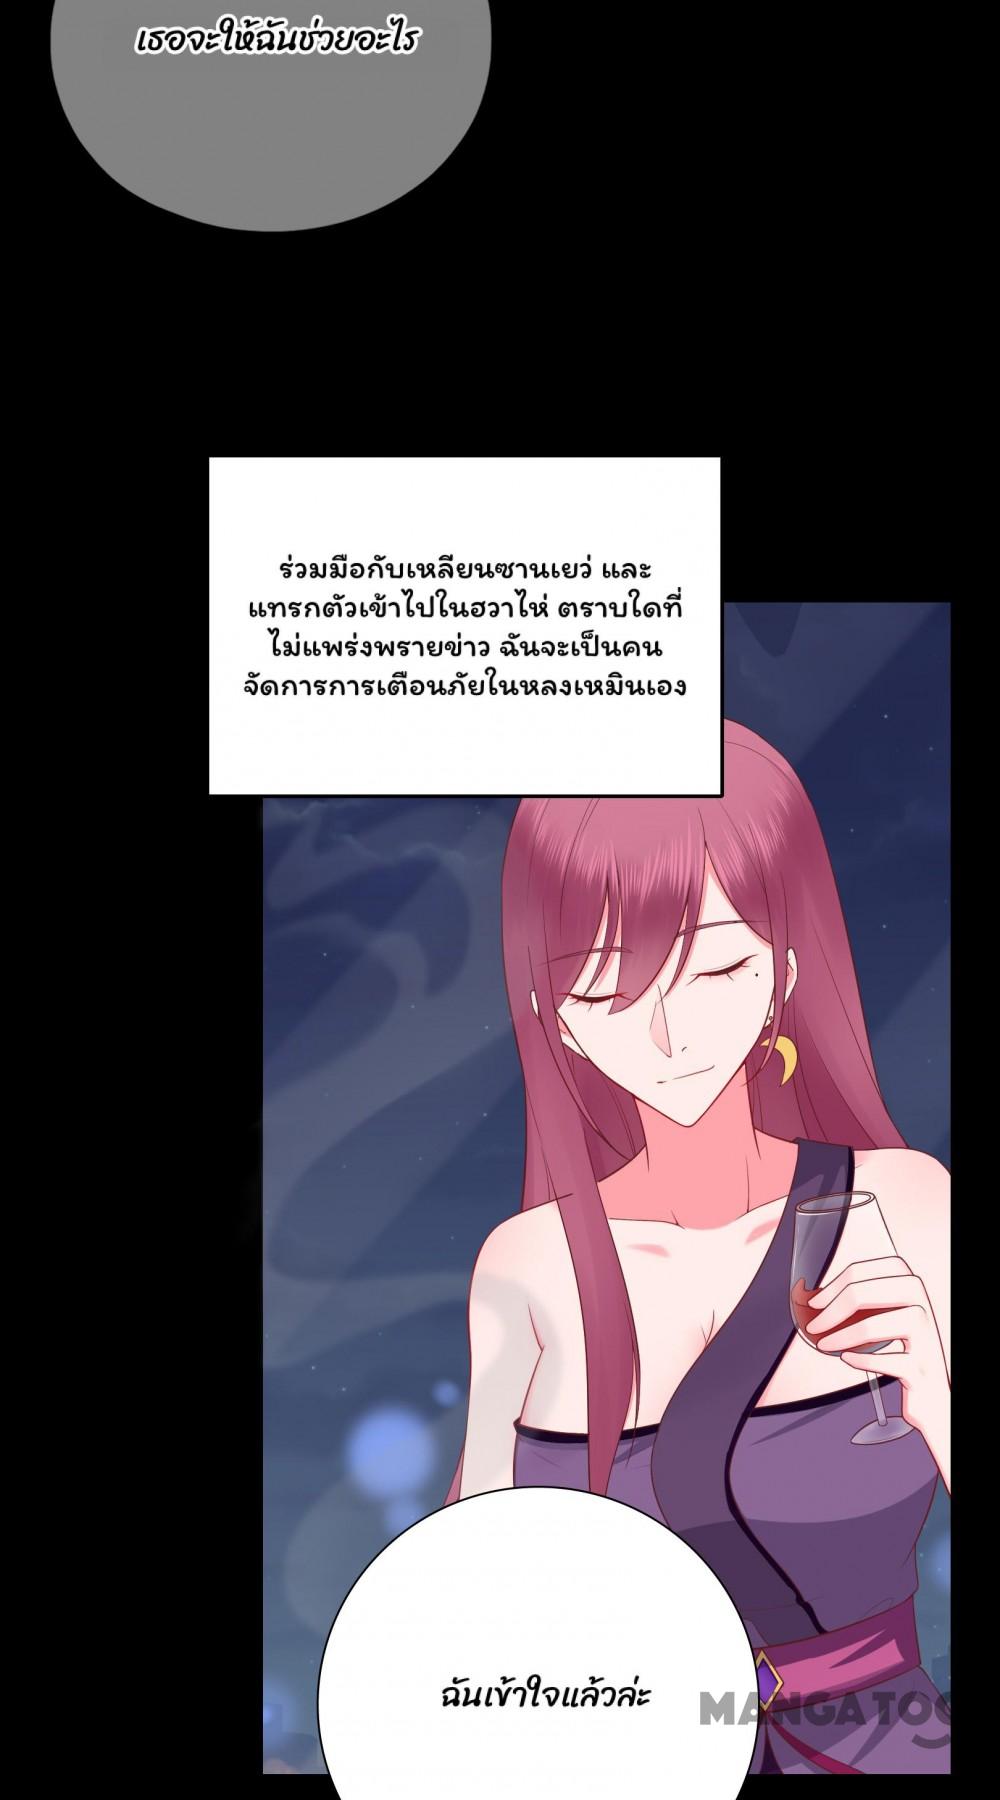 เธอจะให้ฉันช่วยอะไร
ร่วมมือกับเหลียนซานเยว่ และ
แทรกตัวเข้าไปในฮวาไห่ ตราบใดที่
ไม่แพร่งพรายข่าว ฉันจะเป็นคน
จัดการการเตือนภัยในหลงเหมินเอง
ฉันเข้าใจแล้วล่ะ
MANGATOO